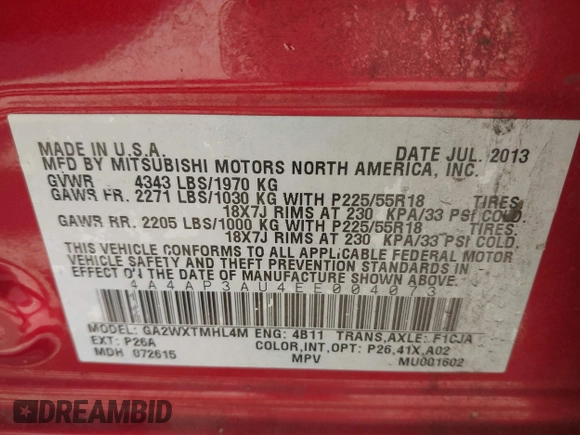 MADE IN U.S.A. DATE JUL. 2013
MFD BY MITSUBISHI MOTORS NORTH AMERICA, INC.
GVWR 4343 LBS/1970 KG
GAWR FR. 2271 LBS/1030 KG WITH P225/55R18 TIRES,
18X7J RIMS AT 230 KPA/33 PSI COLD.
GAWR RR. 2205 LBS/1000 KG WITH P225/55R18 TIRES,
18X7J RIMS AT 230 KPA/33 PSI COLD.
THIS VEHICLE CONFORMS TO ALL APPLICABLE FEDERAL MOTOR
VEHICLE SAFETY AND THEFT PREVENTION STANDARDS IN
EFFECT ON THE DATE OF MANUFACTURE SHOWN ABOVE.
4A4AP3AU4EE004073
MODEL: GA2WXTMHL4M ENG: 4B11 TRANS,AXLE: F1CJA
EXT: P26A COLOR,INT,OPT: P26,41X,A02
MDH 072615 MPV MU001602
DREAMBID